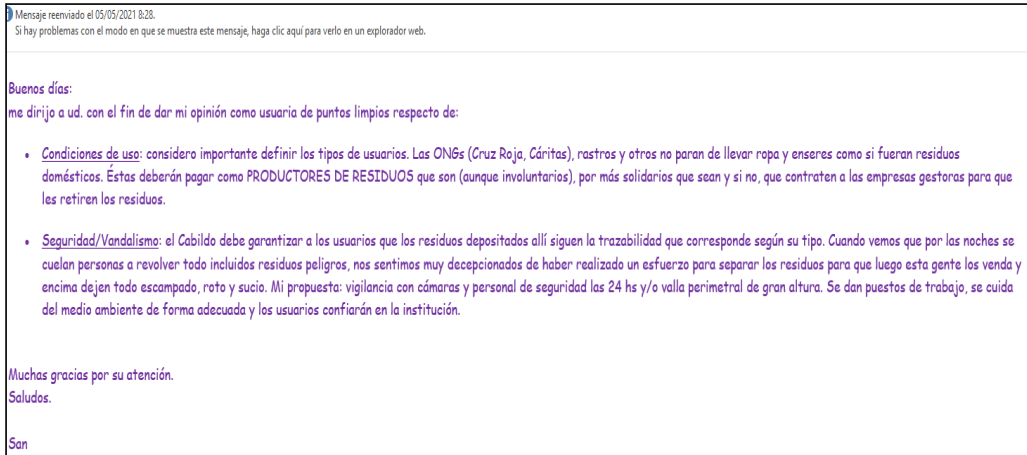 Mensaje reenviado el 05/05/2021 8:28.
Si hay problemas con el modo en que se muestra este mensaje, haga clic aquí para verlo en un explorador web.
Buenos días:
me dirijo a ud. con el fin de dar mi opinión como usuaria de puntos limpios respecto de:
• Condiciones de uso: considero importante definir los tipos de usuarios. Las ONGs (Cruz Roja, Cáritas), rastros y otros no paran de llevar ropa y enseres como si fueran residuos
domésticos. Éstas deberán pagar como PRODUCTORES DE RESIDUOS que son (aunque involuntarios), por más solidarios que sean y si no, que contraten a las empresas gestoras para que
les retiren los residuos.
• Seguridad/Vandalismo: el Cabildo debe garantizar a los usuarios que los residuos depositados allí siguen la trazabilidad que corresponde según su tipo. Cuando vemos que por las noches se
cuelan personas a revolver todo incluidos residuos peligros, nos sentimos muy decepcionados de haber realizado un esfuerzo para separar los residuos para que luego esta gente los venda y
encima dejen todo escampado, roto y sucio. Mi propuesta: vigilancia con cámaras y personal de seguridad las 24 hs y/o valla perimetral de gran altura. Se dan puestos de trabajo, se cuida
del medio ambiente de forma adecuada y los usuarios confiarán en la institución.
Muchas gracias por su atención.
Saludos.
San